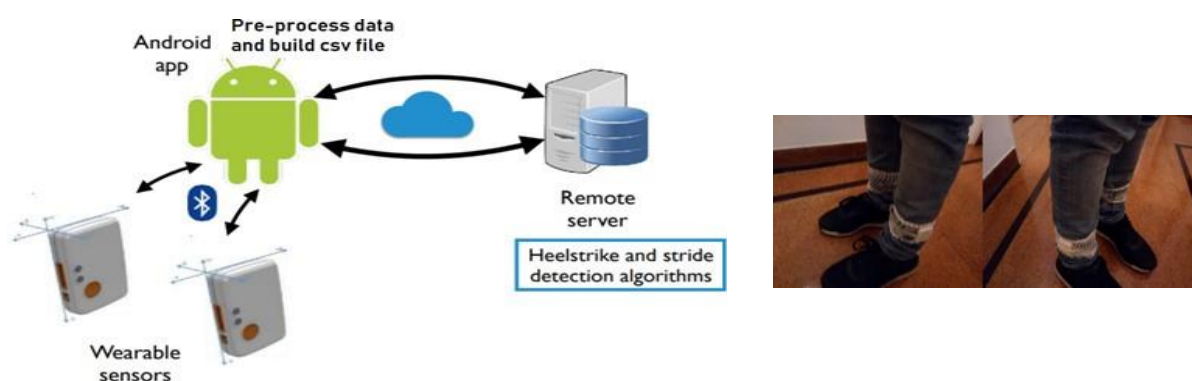 Pre-process data
and build csv file
Android
app
Remote
server
Heelstrike and stride
detection algorithms
Wearable
sensors